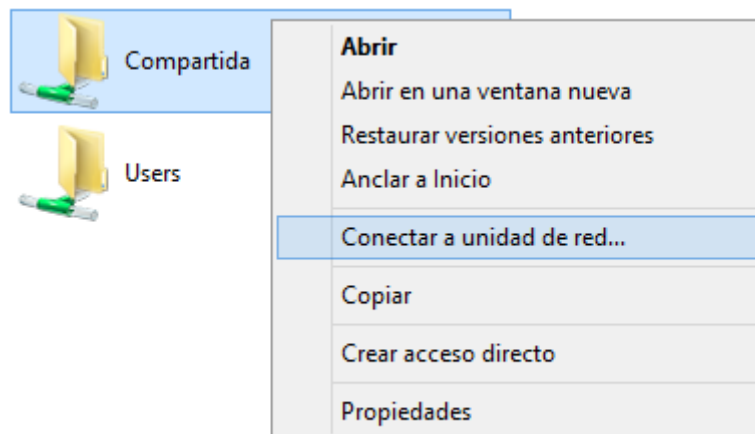 Compartida
Users
Abrir
Abrir en una ventana nueva
Restaurar versiones anteriores
Anclar a Inicio
Conectar a unidad de red...
Copiar
Crear acceso directo
Propiedades